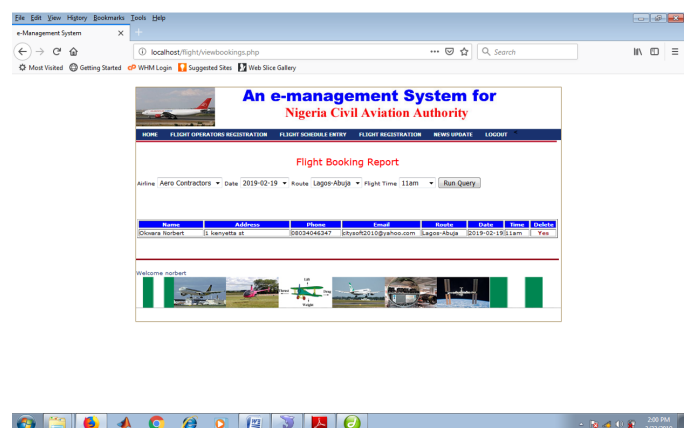 File Edit View History Bookmarks Tools Help
e-Management System
localhost/flight/viewbookings.php
Search
Most Visited Getting Started WHM Login Suggested Sites Web Slice Gallery
An e-management System for
Nigeria Civil Aviation Authority
HOME FLIGHT OPERATORS REGISTRATION FLIGHT SCHEDULE ENTRY FLIGHT REGISTRATION NEWS UPDATE LOGOUT
Flight Booking Report
Airline Aero Contractors Date 2019-02-19 Route Lagos-Abuja Flight Time 11am Run Query
Name Address Phone Email Route Date Time Delete
Okwara Norbert 1 kenyetta st 08034046347 citysoft2010@yahoo.com Lagos-Abuja 2019-02-19 11am Yes
Welcome norbert
Lift
Drag
Weight
2:00 PM